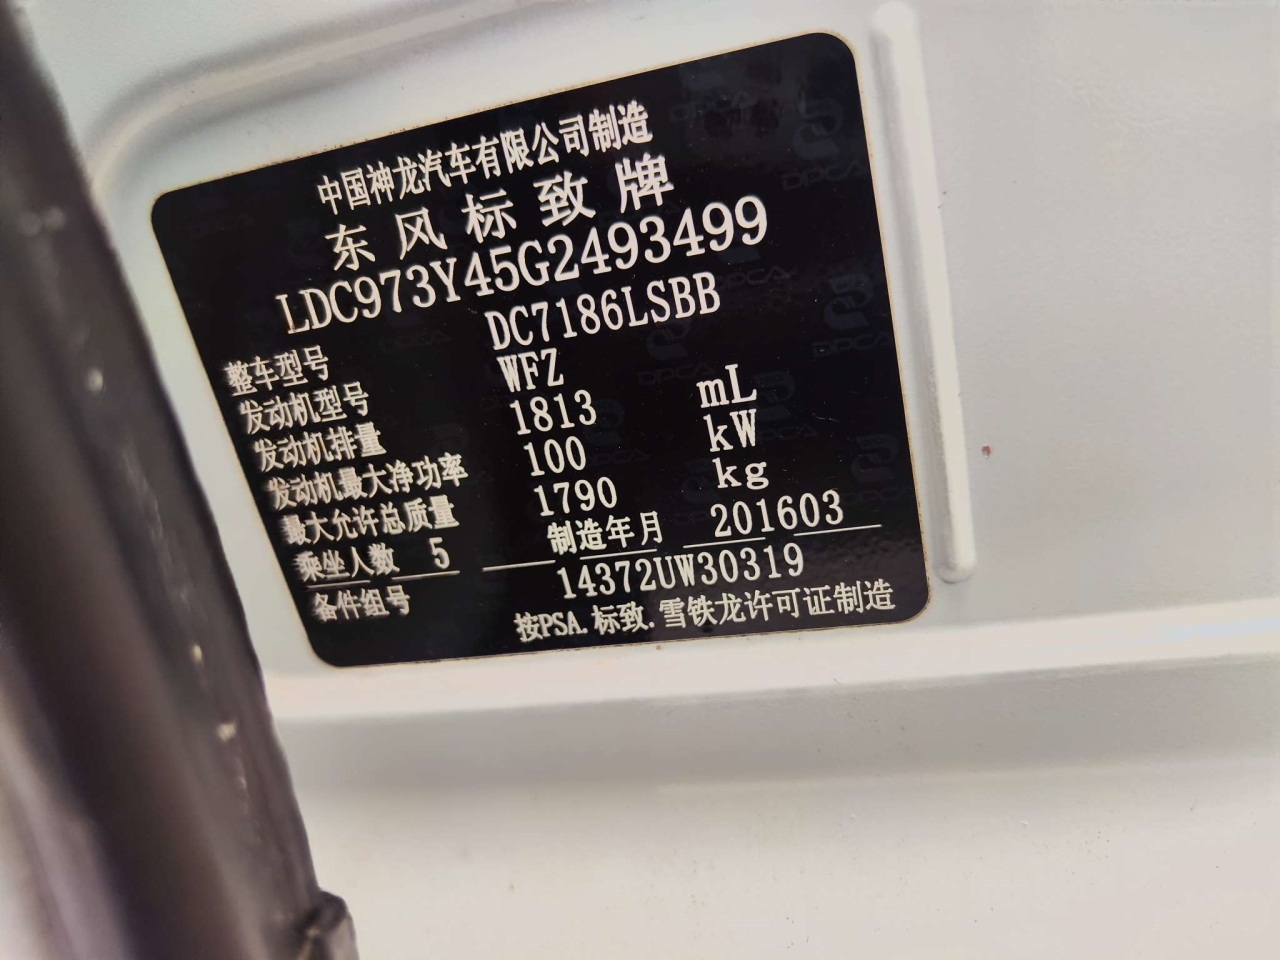 中国神龙汽车有限公司制造
东风标致牌
LDC973Y45G2493499
整车型号 DC7186LSBB
发动机型号 WFZ
发动机排量 1813 mL
发动机最大净功率 100 kW
最大允许总质量 1790 kg
乘坐人数 5 制造年月 201603
备件组号 14372UW30319
按PSA.标致.雪铁龙许可证制造